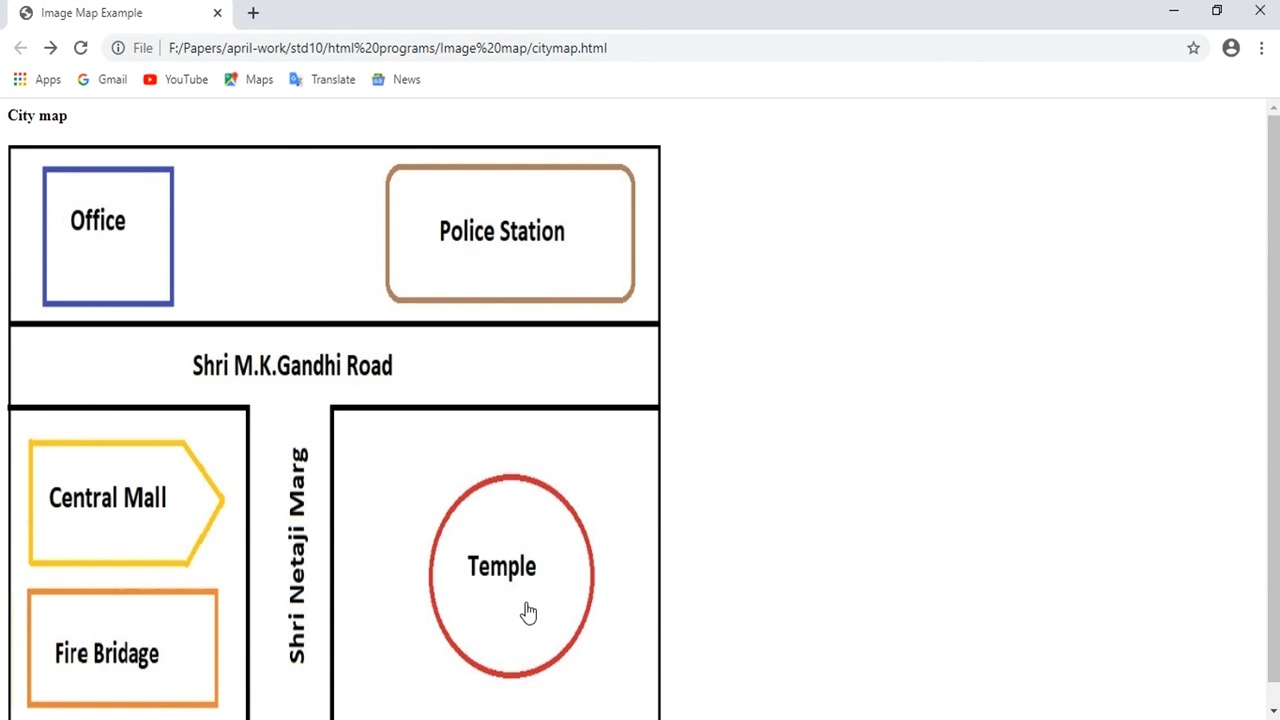 Image Map Example
File F:/Papers/april-work/std10/html%20programs/Image%20map/citymap.html
Apps Gmail YouTube Maps Translate News
City map
Office
Police Station
Shri M.K.Gandhi Road
Central Mall
Shri Netaji Marg
Temple
Fire Bridage